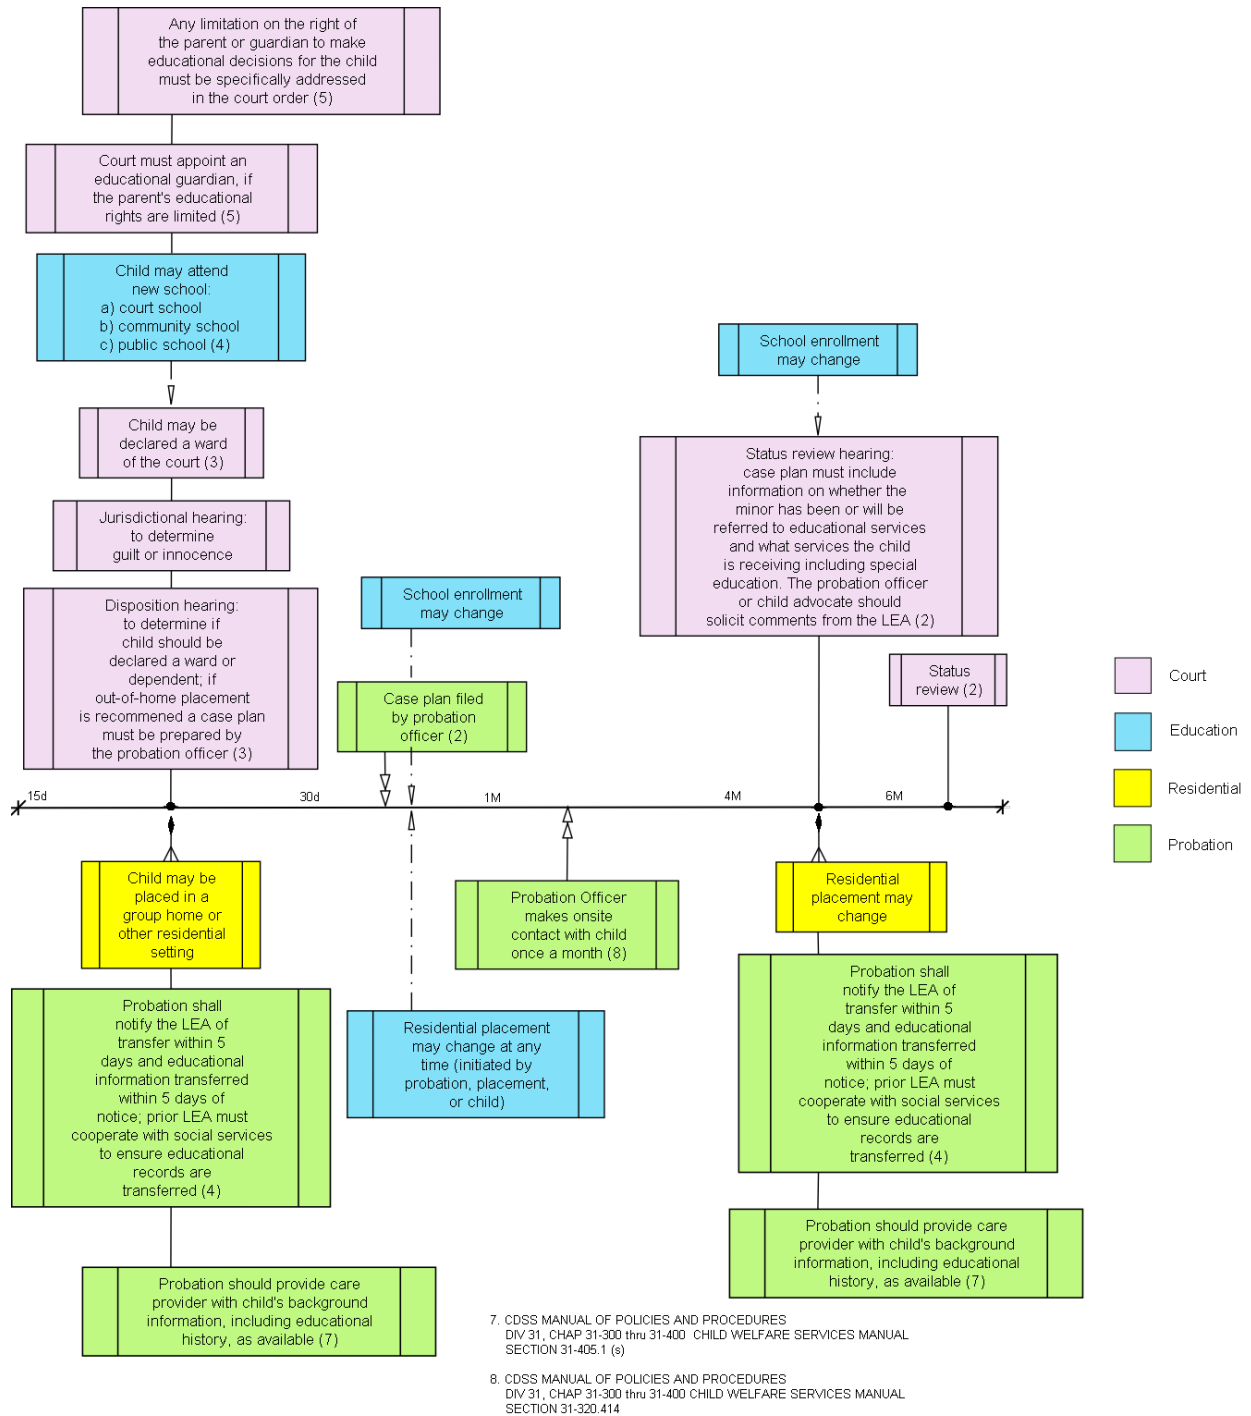 Any limitation on the right of
the parent or guardian to make
educational decisions for the child
must be specifically addressed
in the court order (5)
Court must appoint an
educational guardian, if
the parent's educational
rights are limited (5)
Child may attend
new school:
a) court school
b) community school
c) public school (4)
Child may be
declared a ward
of the court (3)
Jurisdictional hearing:
to determine
guilt or innocence
Disposition hearing:
to determine if
child should be
declared a ward or
dependent; if
out-of-home placement
is recommened a case plan
must be prepared by
the probation officer (3)
School enrollment
may change
Case plan filed
by probation
officer (2)
School enrollment
may change
Status review hearing:
case plan must include
information on whether the
minor has been or will be
referred to educational services
and what services the child
is receiving including special
education. The probation officer
or child advocate should
solicit comments from the LEA (2)
Status
review (2)
Court
Education
Residential
Probation
15d
30d
1M
4M
6M
Child may be
placed in a
group home or
other residential
setting
Probation shall
notify the LEA of
transfer within 5
days and educational
information transferred
within 5 days of
notice; prior LEA must
cooperate with social services
to ensure educational
records are
transferred (4)
Probation should provide care
provider with child's background
information, including educational
history, as available (7)
Residential placement
may change at any
time (initiated by
probation, placement,
or child)
Probation Officer
makes onsite
contact with child
once a month (8)
Residential
placement may
change
Probation shall
notify the LEA of
transfer within 5
days and educational
information transferred
within 5 days of
notice; prior LEA must
cooperate with social services
to ensure educational
records are
transferred (4)
Probation should provide care
provider with child's background
information, including educational
history, as available (7)
7. CDSS MANUAL OF POLICIES AND PROCEDURES
DIV 31, CHAP 31-300 thru 31-400 CHILD WELFARE SERVICES MANUAL
SECTION 31-405.1 (s)
8. CDSS MANUAL OF POLICIES AND PROCEDURES
DIV 31, CHAP 31-300 thru 31-400 CHILD WELFARE SERVICES MANUAL
SECTION 31-320.414